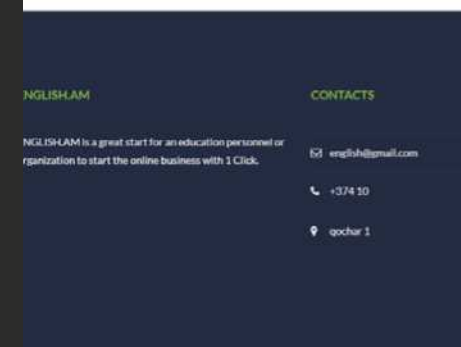 NGLISH.AM
NGLISH.AM is a great start for an education personnel or
rganization to start the online business with 1 Click.
CONTACTS
english@gmail.com
+374 10
qochar 1